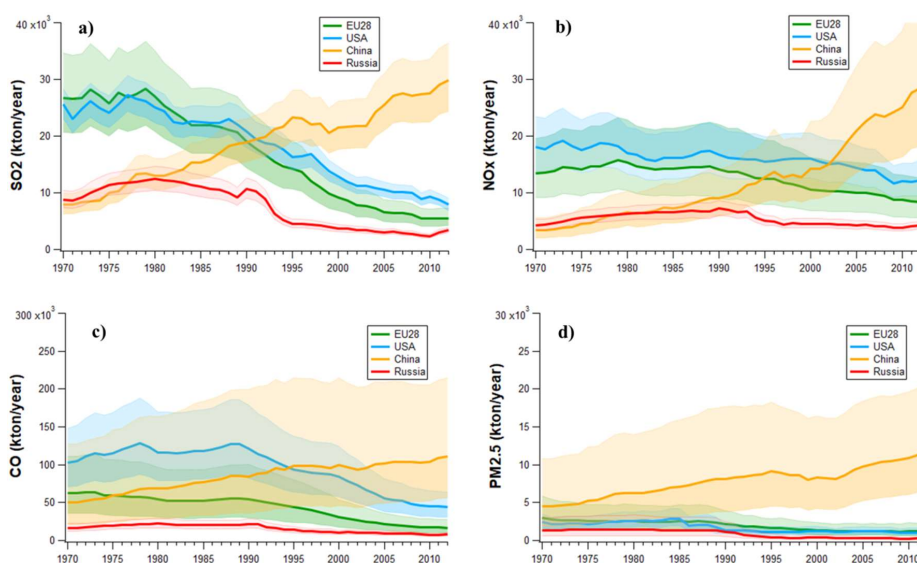 a)
40 x10³
30
20
10
0
SO2 (kton/year)
EU28
USA
China
Russia
1970 1975 1980 1985 1990 1995 2000 2005 2010
b)
40 x10³
30
20
10
0
NOx (kton/year)
EU28
USA
China
Russia
1970 1975 1980 1985 1990 1995 2000 2005 2010
c)
300 x10³
250
200
150
100
50
0
CO (kton/year)
EU28
USA
China
Russia
1970 1975 1980 1985 1990 1995 2000 2005 2010
d)
30 x10³
25
20
15
10
5
0
PM2.5 (kton/year)
EU28
USA
China
Russia
1970 1975 1980 1985 1990 1995 2000 2005 2010